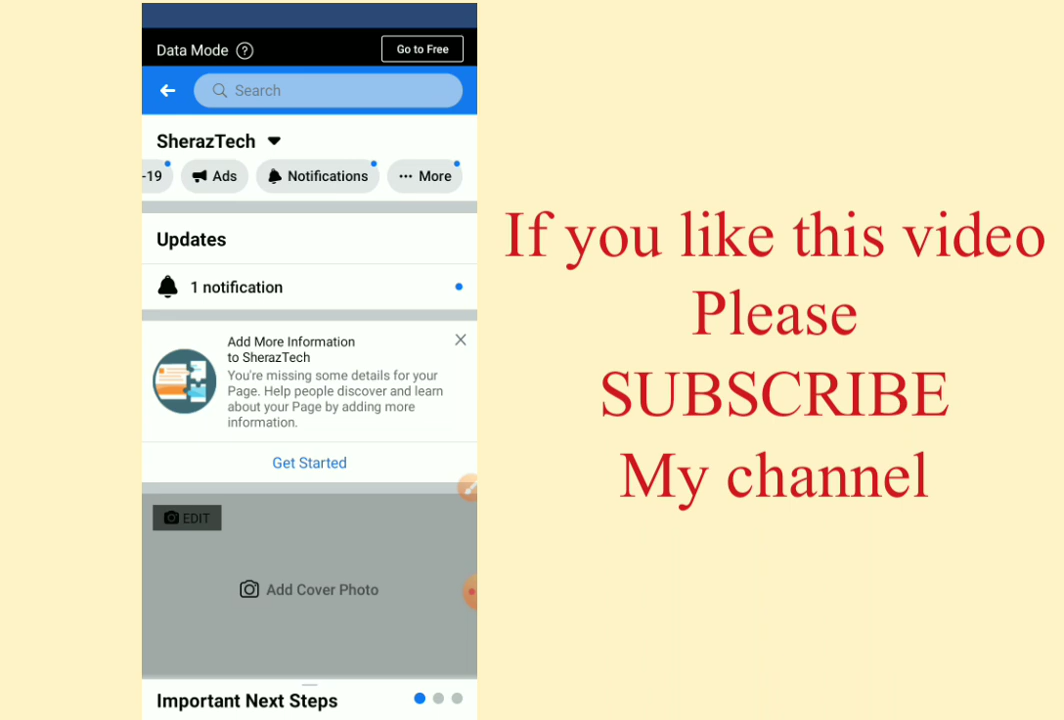 Data Mode ?
Go to Free
Search
SherazTech
-19
Ads
Notifications
More
Updates
1 notification
Add More Information
to SherazTech
You're missing some details for your
Page. Help people discover and learn
about your Page by adding more
information.
Get Started
EDIT
Add Cover Photo
Important Next Steps
If you like this video
Please
SUBSCRIBE
My channel